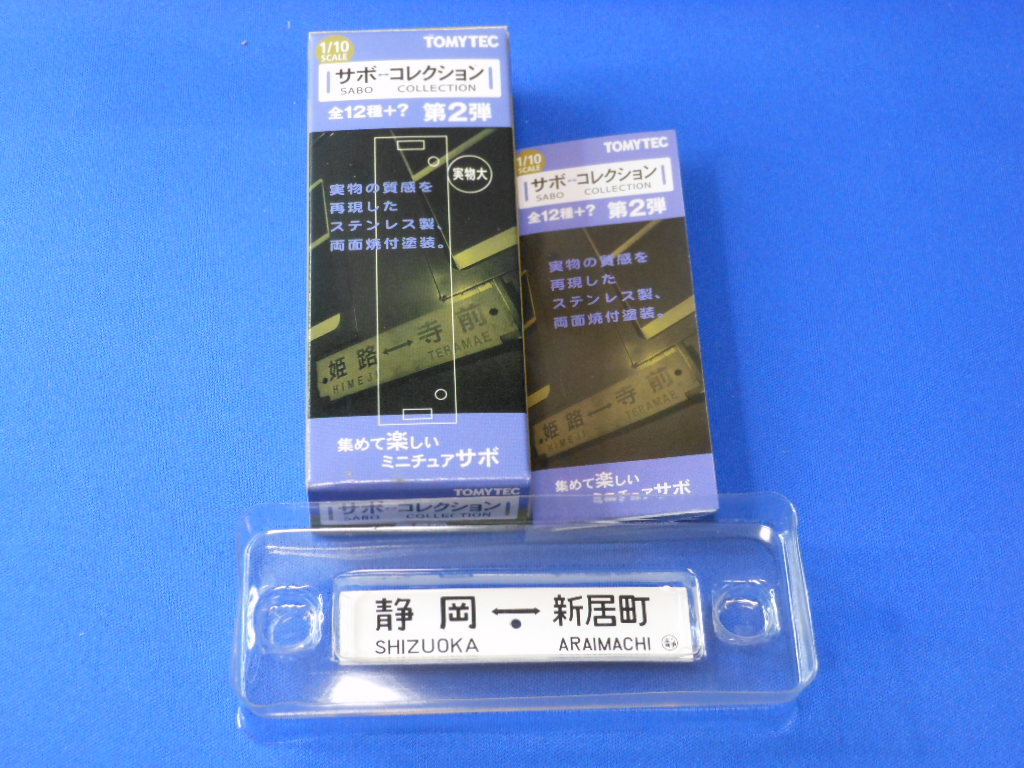 1/10
SCALE
TOMYTEC
サボーコレクション
SABO COLLECTION
全12種+? 第2弾
実物大
実物の質感を
再現した
ステンレス製、
両面焼付塗装。
姫路↔寺前
HIMEJI TERAMAE
集めて楽しい
ミニチュアサボ
TOMYTEC
サボーコレクション
SABO COLLECTION
1/10
SCALE
TOMYTEC
サボーコレクション
SABO COLLECTION
全12種+? 第2弾
実物の質感を
再現した
ステンレス製、
両面焼付塗装。
姫路↔寺前
HIMEJI TERAMAE
集めて楽しい
ミニチュアサボ
静岡↔新居町
SHIZUOKA ARAIMACHI